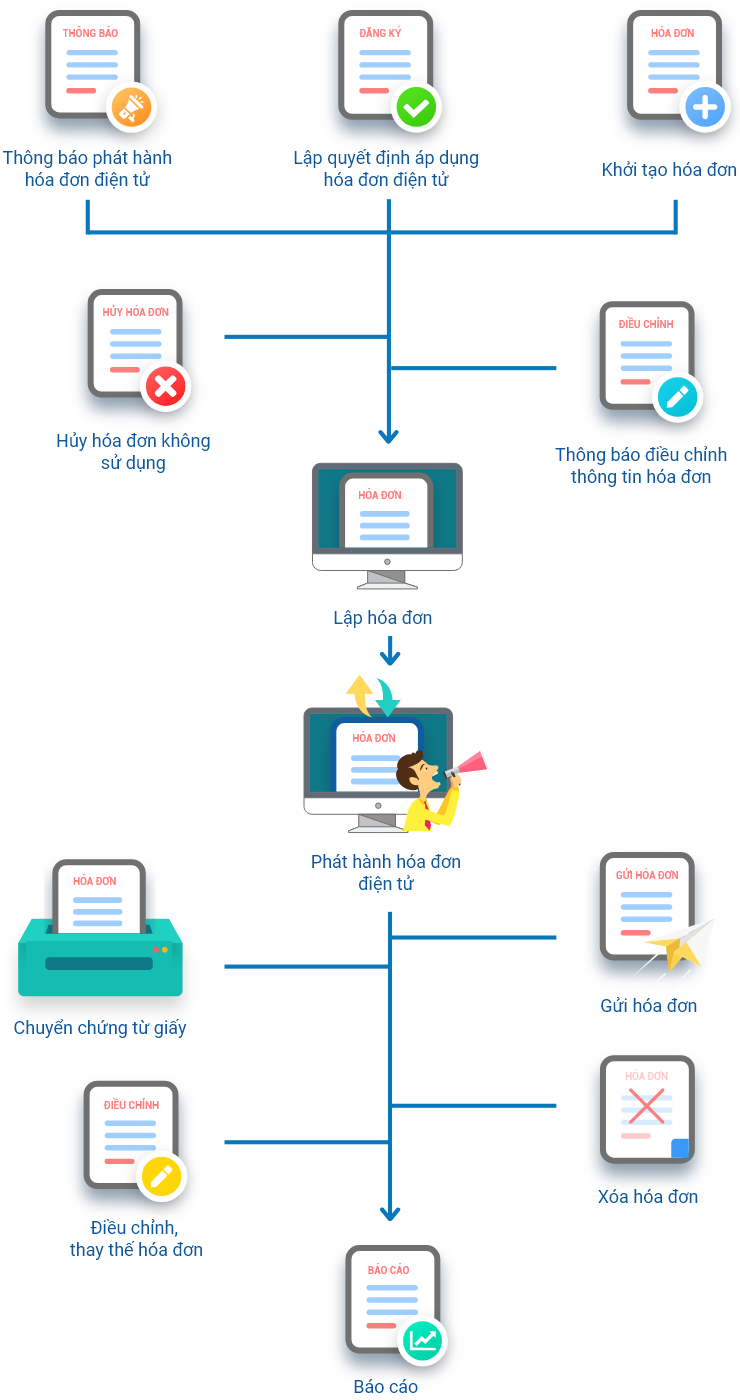 THÔNG BÁO
ĐĂNG KÝ
HÓA ĐƠN
Thông báo phát hành
hóa đơn điện tử
Lập quyết định áp dụng
hóa đơn điện tử
Khởi tạo hóa đơn
HỦY HÓA ĐƠN
ĐIỀU CHỈNH
Hủy hóa đơn không
sử dụng
Thông báo điều chỉnh
thông tin hóa đơn
HÓA ĐƠN
Lập hóa đơn
HÓA ĐƠN
Phát hành hóa đơn
điện tử
HÓA ĐƠN
GỬI HÓA ĐƠN
Chuyển chứng từ giấy
Gửi hóa đơn
HÓA ĐƠN
ĐIỀU CHỈNH
Xóa hóa đơn
Điều chỉnh,
thay thế hóa đơn
BÁO CÁO
Báo cáo